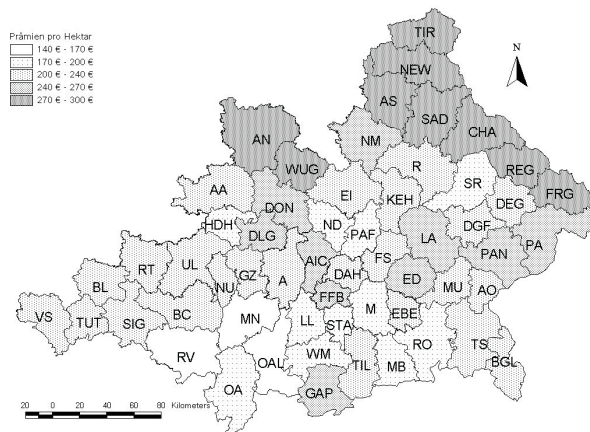 Prämien pro Hektar
140 € - 170 €
170 € - 200 €
200 € - 240 €
240 € - 270 €
270 € - 300 €
N
TIR
NEW
AS
SAD
AN
NM
CHA
WUG
R
REG
AA
EI
KEH
SR
FRG
DON
DEG
HDH
ND
DGF
DLG
PAF
LA
PA
RT
UL
AIC
FS
PAN
BL
NU
GZ
A
DAH
ED
MU
AO
FFB
VS
TUT
SIG
BC
MN
LL
STA
M
EBE
RV
WM
RO
TS
OAL
TIL
MB
BGL
OA
GAP
20 0 20 40 60 80 Kilometers